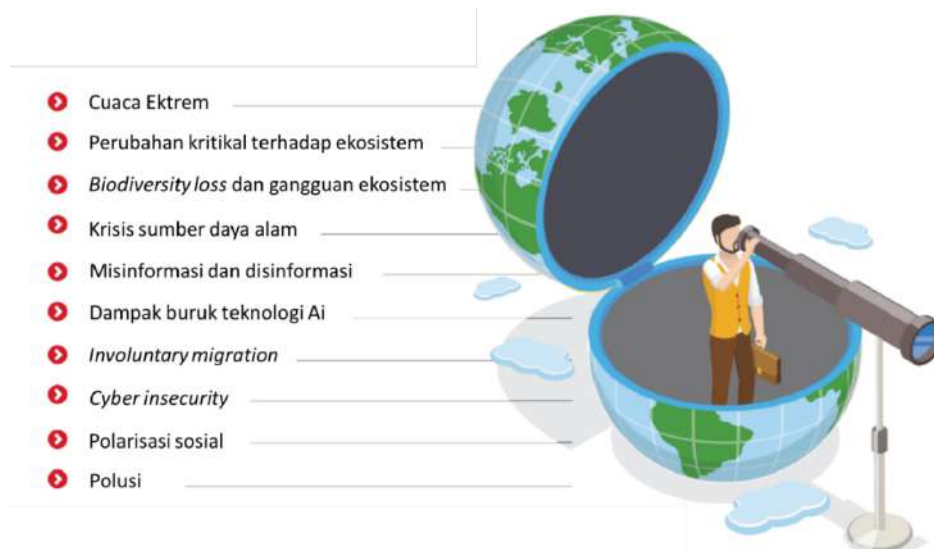 Cuaca Ektrem
Perubahan kritikal terhadap ekosistem
Biodiversity loss dan gangguan ekosistem
Krisis sumber daya alam
Misinformasi dan disinformasi
Dampak buruk teknologi Ai
Involuntary migration
Cyber insecurity
Polarisasi sosial
Polusi